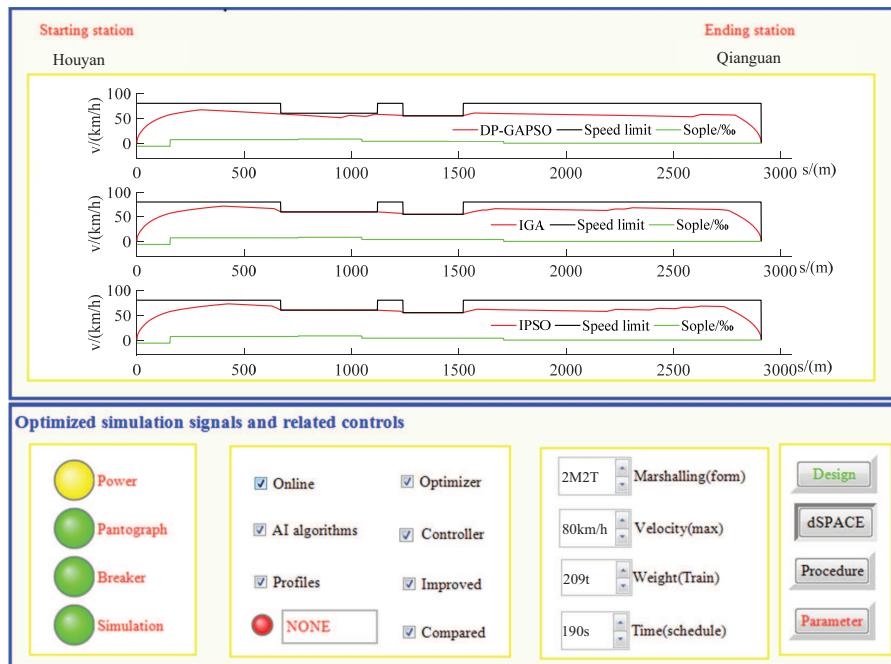 Starting station
Ending station
Houyan
Qianguan
100
50
0
v/(km/h)
DP-GAPSO Speed limit Sople/‰
0 500 1000 1500 2000 2500 3000 s/(m)
100
50
0
v/(km/h)
IGA Speed limit Sople/‰
0 500 1000 1500 2000 2500 3000 s/(m)
100
50
0
v/(km/h)
IPSO Speed limit Sople/‰
0 500 1000 1500 2000 2500 3000 s/(m)
Optimized simulation signals and related controls
Power
Pantograph
Breaker
Simulation
Online
AI algorithms
Profiles
NONE
Optimizer
Controller
Improved
Compared
2M2T Marshalling(form)
80km/h Velocity(max)
209t Weight(Train)
190s Time(schedule)
Design
dSPACE
Procedure
Parameter